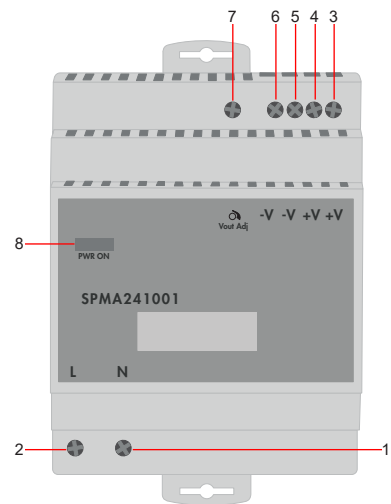 7 6 5 4 3
-V -V +V +V
Vout Adj
8
PWR ON
SPMA241001
L N
2 1